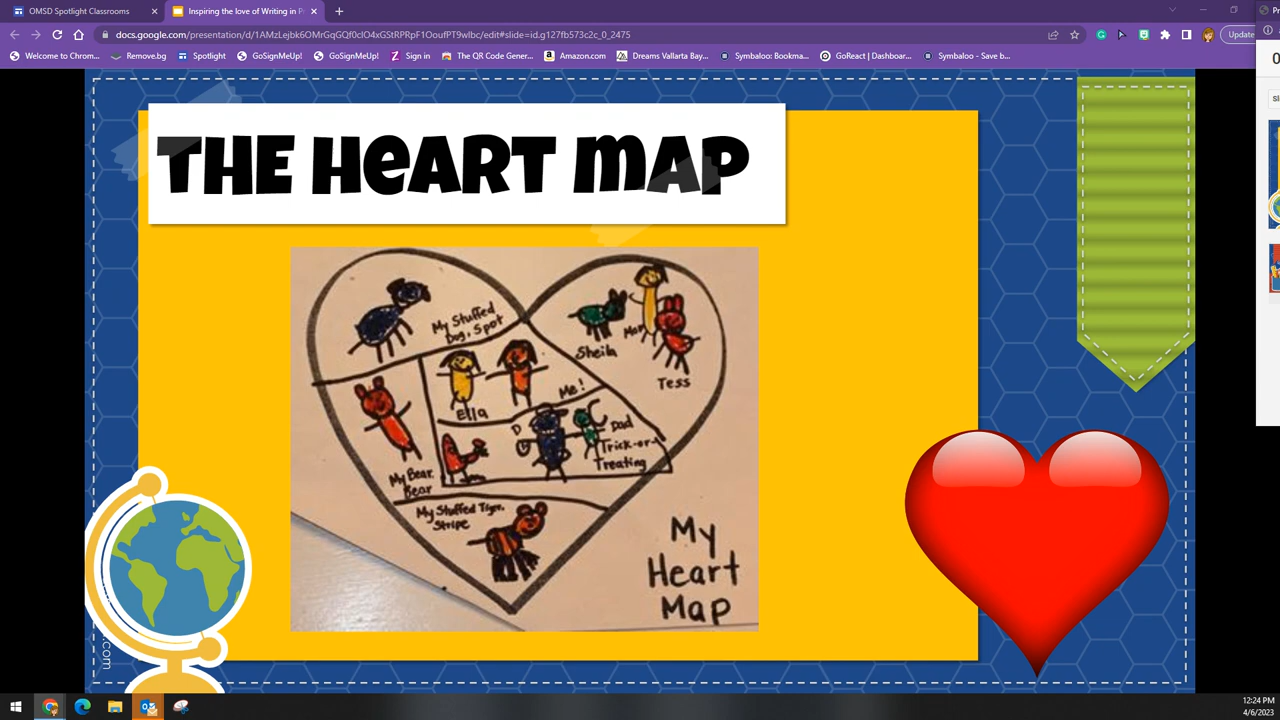 OMSD Spotlight Classrooms
Inspiring the love of Writing in P
docs.google.com/presentation/d/1AMzLejbk6OMrGqGQf0clO4xGStRPRpF1OoufPT9wlbc/edit#slide=id.g127fb573c2c_0_2475
Update
Welcome to Chrom...
Remove.bg
Spotlight
GoSignMeUp!
GoSignMeUp!
Sign in
The QR Code Gener...
Amazon.com
Dreams Vallarta Bay...
Symbaloo: Bookma...
GoReact | Dashboar...
Symbaloo - Save b...
THE HEART MAP
My Stuffed
Dog, Spot
Sheila
Mom
Tess
Ella
Me!
Dad
Trick-or-
Treating
My Bear,
Bear
My Stuffed Tiger,
Stripe
My
Heart
Map
.com
12:24 PM
4/6/2023